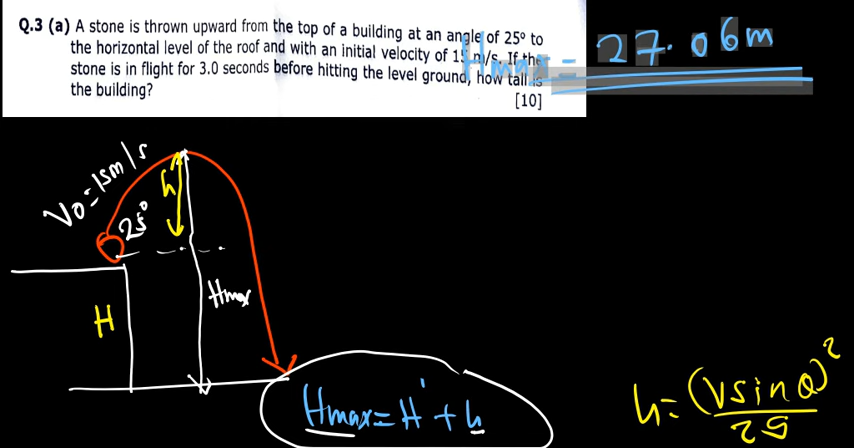 Q.3 (a) A stone is thrown upward from the top of a building at an angle of 25° to
the horizontal level of the roof and with an initial velocity of 15 m/s. If the
stone is in flight for 3.0 seconds before hitting the level ground, how tall is
the building?
[10]
Hmax = 27.06m
Vo=15m/s
25°
h
Hmax
H
Hmax = H + h
h = (Vsinθ)²
2g